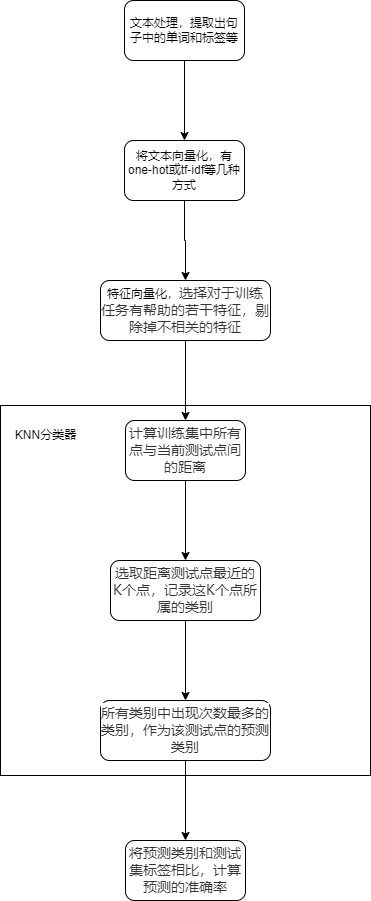 文本处理，提取出句
子中的单词和标签等
将文本向量化，有
one-hot或tf-idf等几种
方式
特征向量化，选择对于训练
任务有帮助的若干特征，剔
除掉不相关的特征
KNN分类器
计算训练集中所有
点与当前测试点间
的距离
选取距离测试点最近的
K个点，记录这K个点所
属的类别
所有类别中出现次数最多的
类别，作为该测试点的预测
类别
将预测类别和测试
集标签相比，计算
预测的准确率